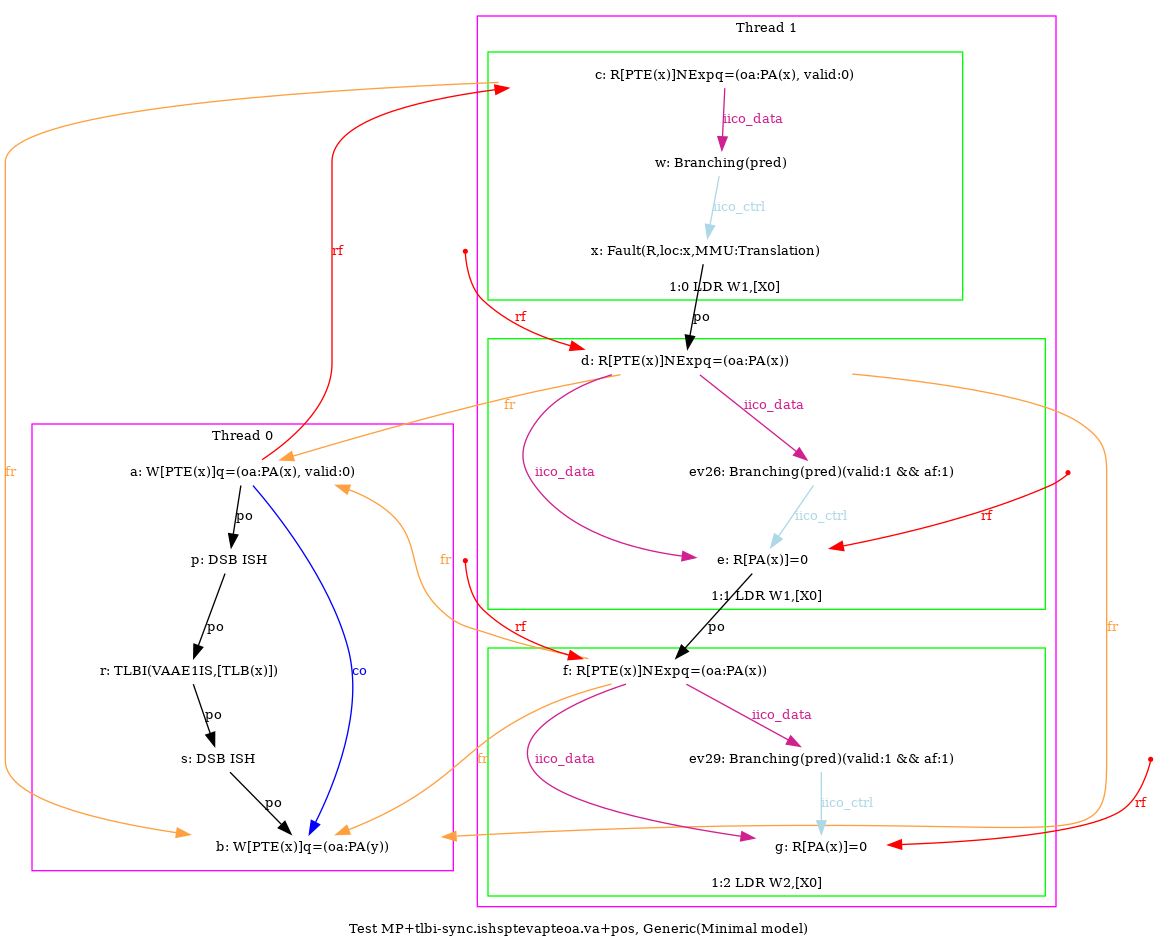 Thread 1
c: R[PTE(x)]NExpq=(oa:PA(x), valid:0)
iico_data
w: Branching(pred)
iico_ctrl
x: Fault(R,loc:x,MMU:Translation)
rf
1:0 LDR W1,[X0]
rf
po
d: R[PTE(x)]NExpq=(oa:PA(x))
fr
iico_data
Thread 0
fr
a: W[PTE(x)]q=(oa:PA(x), valid:0)
iico_data
ev26: Branching(pred)(valid:1 && af:1)
po
iico_ctrl
rf
p: DSB ISH
fr
e: R[PA(x)]=0
1:1 LDR W1,[X0]
po
rf
po
fr
r: TLBI(VAAE1IS,[TLB(x)])
co
f: R[PTE(x)]NExpq=(oa:PA(x))
po
iico_data
s: DSB ISH
fr
iico_data
ev29: Branching(pred)(valid:1 && af:1)
po
iico_ctrl
rf
b: W[PTE(x)]q=(oa:PA(y))
g: R[PA(x)]=0
1:2 LDR W2,[X0]
Test MP+tlbi-sync.ishsptevapteoa.va+pos, Generic(Minimal model)